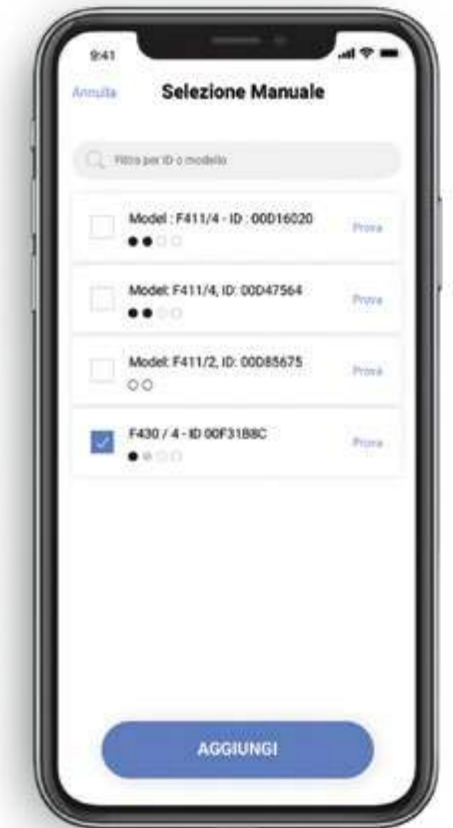 9:41
Annulla Selezione Manuale
Filtro per ID o modello
Model : F411/4 - ID : 00D16020
Prova
Model: F411/4, ID: 00D47564
Prova
Model: F411/2, ID: 00D85675
Prova
F430 / 4 - ID 00F31B8C
Prova
AGGIUNGI